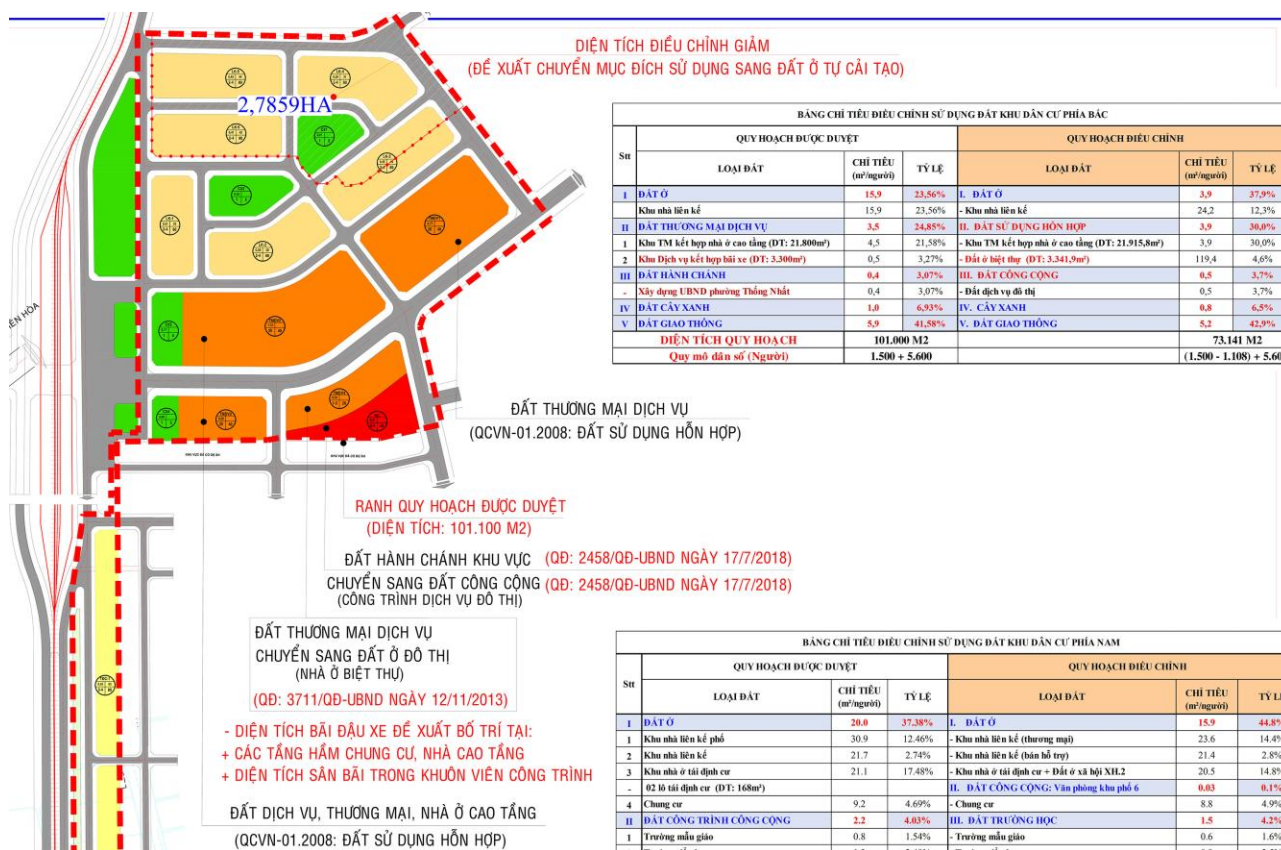 DIỆN TÍCH ĐIỀU CHỈNH GIẢM
(ĐỀ XUẤT CHUYỂN MỤC ĐÍCH SỬ DỤNG SANG ĐẤT Ở TỰ CẢI TẠO)
2,7859HA
BẢNG CHỈ TIÊU ĐIỀU CHỈNH SỬ DỤNG ĐẤT KHU DÂN CƯ PHÍA BẮC
Stt QUY HOẠCH ĐƯỢC DUYỆT QUY HOẠCH ĐIỀU CHỈNH
LOẠI ĐẤT CHỈ TIÊU (m²/người) TỶ LỆ LOẠI ĐẤT CHỈ TIÊU (m²/người) TỶ LỆ
I ĐẤT Ở 15,9 23,56% I. ĐẤT Ở 3,9 37,9%
Khu nhà liên kế 15,9 23,56% - Khu nhà liên kế 24,2 12,3%
II ĐẤT THƯƠNG MẠI DỊCH VỤ 3,5 24,85% II. ĐẤT SỬ DỤNG HỖN HỢP 3,9 30,0%
1 Khu TM kết hợp nhà ở cao tầng (DT: 21.800m²) 4,5 21,58% - Khu TM kết hợp nhà ở cao tầng (DT: 21.915,8m²) 3,9 30,0%
2 Khu Dịch vụ kết hợp bãi xe (DT: 3.300m²) 0,5 3,27% - Đất ở biệt thự (DT: 3.341,9m²) 119,4 4,6%
III ĐẤT HÀNH CHÁNH 0,4 3,07% III. ĐẤT CÔNG CỘNG 0,5 3,7%
- Xây dựng UBND phường Thống Nhất 0,4 3,07% - Đất dịch vụ đô thị 0,5 3,7%
IV ĐẤT CÂY XANH 1,0 6,93% IV. CÂY XANH 0,8 6,5%
V ĐẤT GIAO THÔNG 5,9 41,58% V. ĐẤT GIAO THÔNG 5,2 42,9%
DIỆN TÍCH QUY HOẠCH 101.000 M2 73.141 M2
Quy mô dân số (Người) 1.500 + 5.600 (1.500 - 1.108) + 5.60
ĐẤT THƯƠNG MẠI DỊCH VỤ
(QCVN-01.2008: ĐẤT SỬ DỤNG HỖN HỢP)
RANH QUY HOẠCH ĐƯỢC DUYỆT
(DIỆN TÍCH: 101.100 M2)
ĐẤT HÀNH CHÁNH KHU VỰC (QĐ: 2458/QĐ-UBND NGÀY 17/7/2018)
CHUYỂN SANG ĐẤT CÔNG CỘNG (QĐ: 2458/QĐ-UBND NGÀY 17/7/2018)
(CÔNG TRÌNH DỊCH VỤ ĐÔ THỊ)
ĐẤT THƯƠNG MẠI DỊCH VỤ
CHUYỂN SANG ĐẤT Ở ĐÔ THỊ
(NHÀ Ở BIỆT THỰ)
(QĐ: 3711/QĐ-UBND NGÀY 12/11/2013)
- DIỆN TÍCH BÃI ĐẬU XE ĐỀ XUẤT BỐ TRÍ TẠI:
+ CÁC TẦNG HẦM CHUNG CƯ, NHÀ CAO TẦNG
+ DIỆN TÍCH SÂN BÃI TRONG KHUÔN VIÊN CÔNG TRÌNH
ĐẤT DỊCH VỤ, THƯƠNG MẠI, NHÀ Ở CAO TẦNG
(QCVN-01.2008: ĐẤT SỬ DỤNG HỖN HỢP)
BẢNG CHỈ TIÊU ĐIỀU CHỈNH SỬ DỤNG ĐẤT KHU DÂN CƯ PHÍA NAM
Stt QUY HOẠCH ĐƯỢC DUYỆT QUY HOẠCH ĐIỀU CHỈNH
LOẠI ĐẤT CHỈ TIÊU (m²/người) TỶ LỆ LOẠI ĐẤT CHỈ TIÊU (m²/người) TỶ LỆ
I ĐẤT Ở 20.0 37.38% I. ĐẤT Ở 15.9 44.8%
1 Khu nhà liên kế phố 30.9 12.46% - Khu nhà liên kế (thương mại) 23.6 14.4%
2 Khu nhà liên kế 21.7 2.74% - Khu nhà liên kế (bán hỗ trợ) 21.4 2.8%
3 Khu nhà ở tái định cư 21.1 17.48% - Khu nhà ở tái định cư + Đất ở xã hội XH.2 20.5 14.8%
- 02 lô tái định cư (DT: 168m²) II. ĐẤT CÔNG CỘNG: Văn phòng khu phố 6 0.03 0.1%
4 Chung cư 9.2 4.69% - Chung cư 8.8 4.9%
II ĐẤT CÔNG TRÌNH CÔNG CỘNG 2.2 4.03% III. ĐẤT TRƯỜNG HỌC 1.5 4.2%
1 Trường mẫu giáo 0.8 1.54% - Trường mẫu giáo 0.6 1.6%